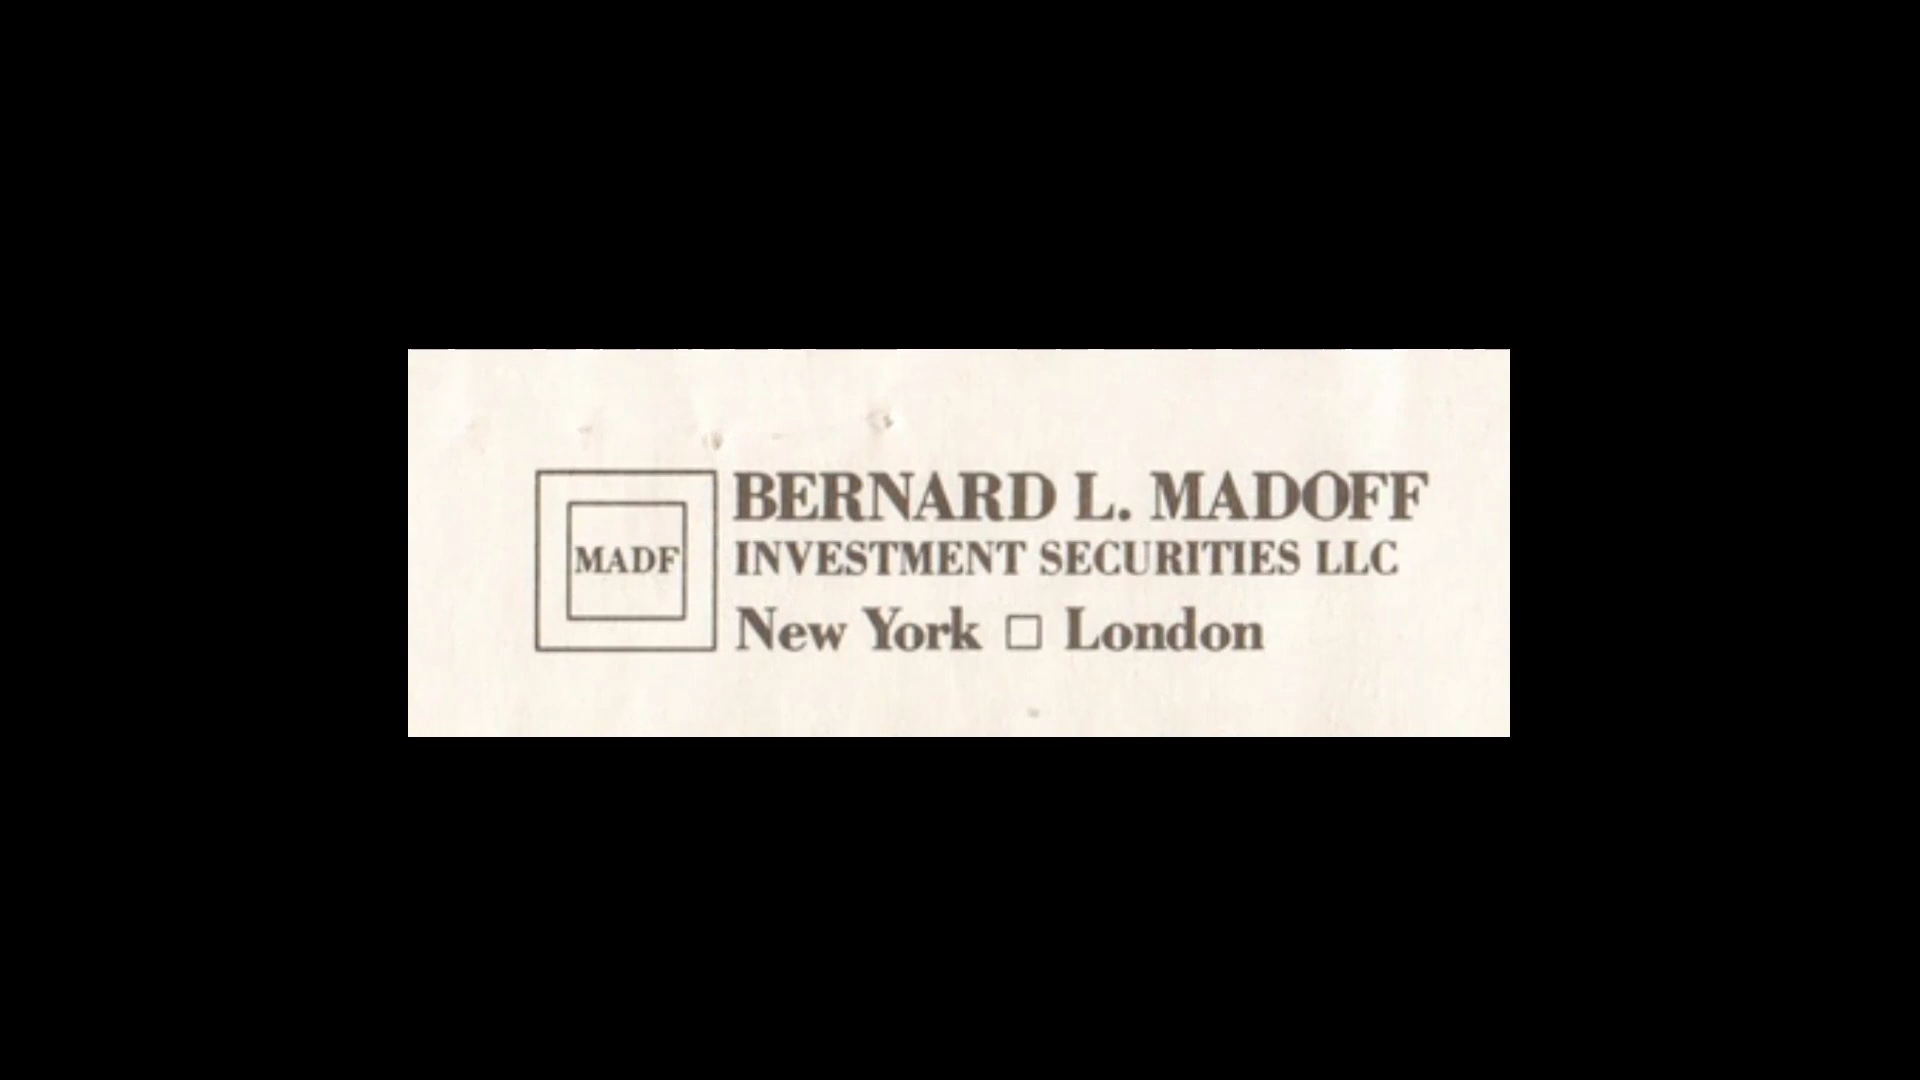 MADF
BERNARD L. MADOFF
INVESTMENT SECURITIES LLC
New York □ London